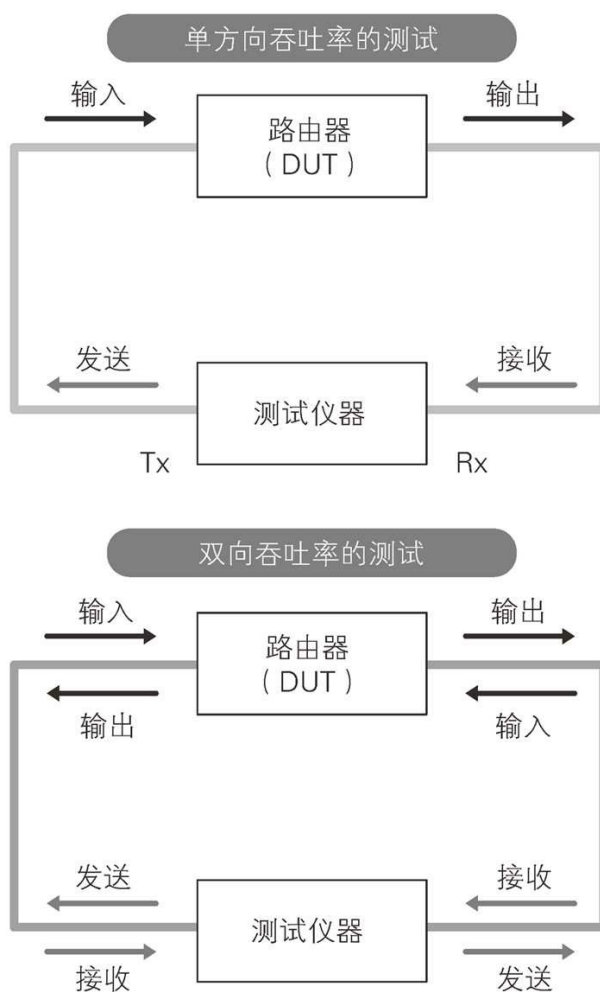 单方向吞吐率的测试
输入
输出
路由器
（DUT）
发送
接收
测试仪器
Tx
Rx
双向吞吐率的测试
输入
输出
路由器
（DUT）
输出
输入
发送
接收
测试仪器
接收
发送